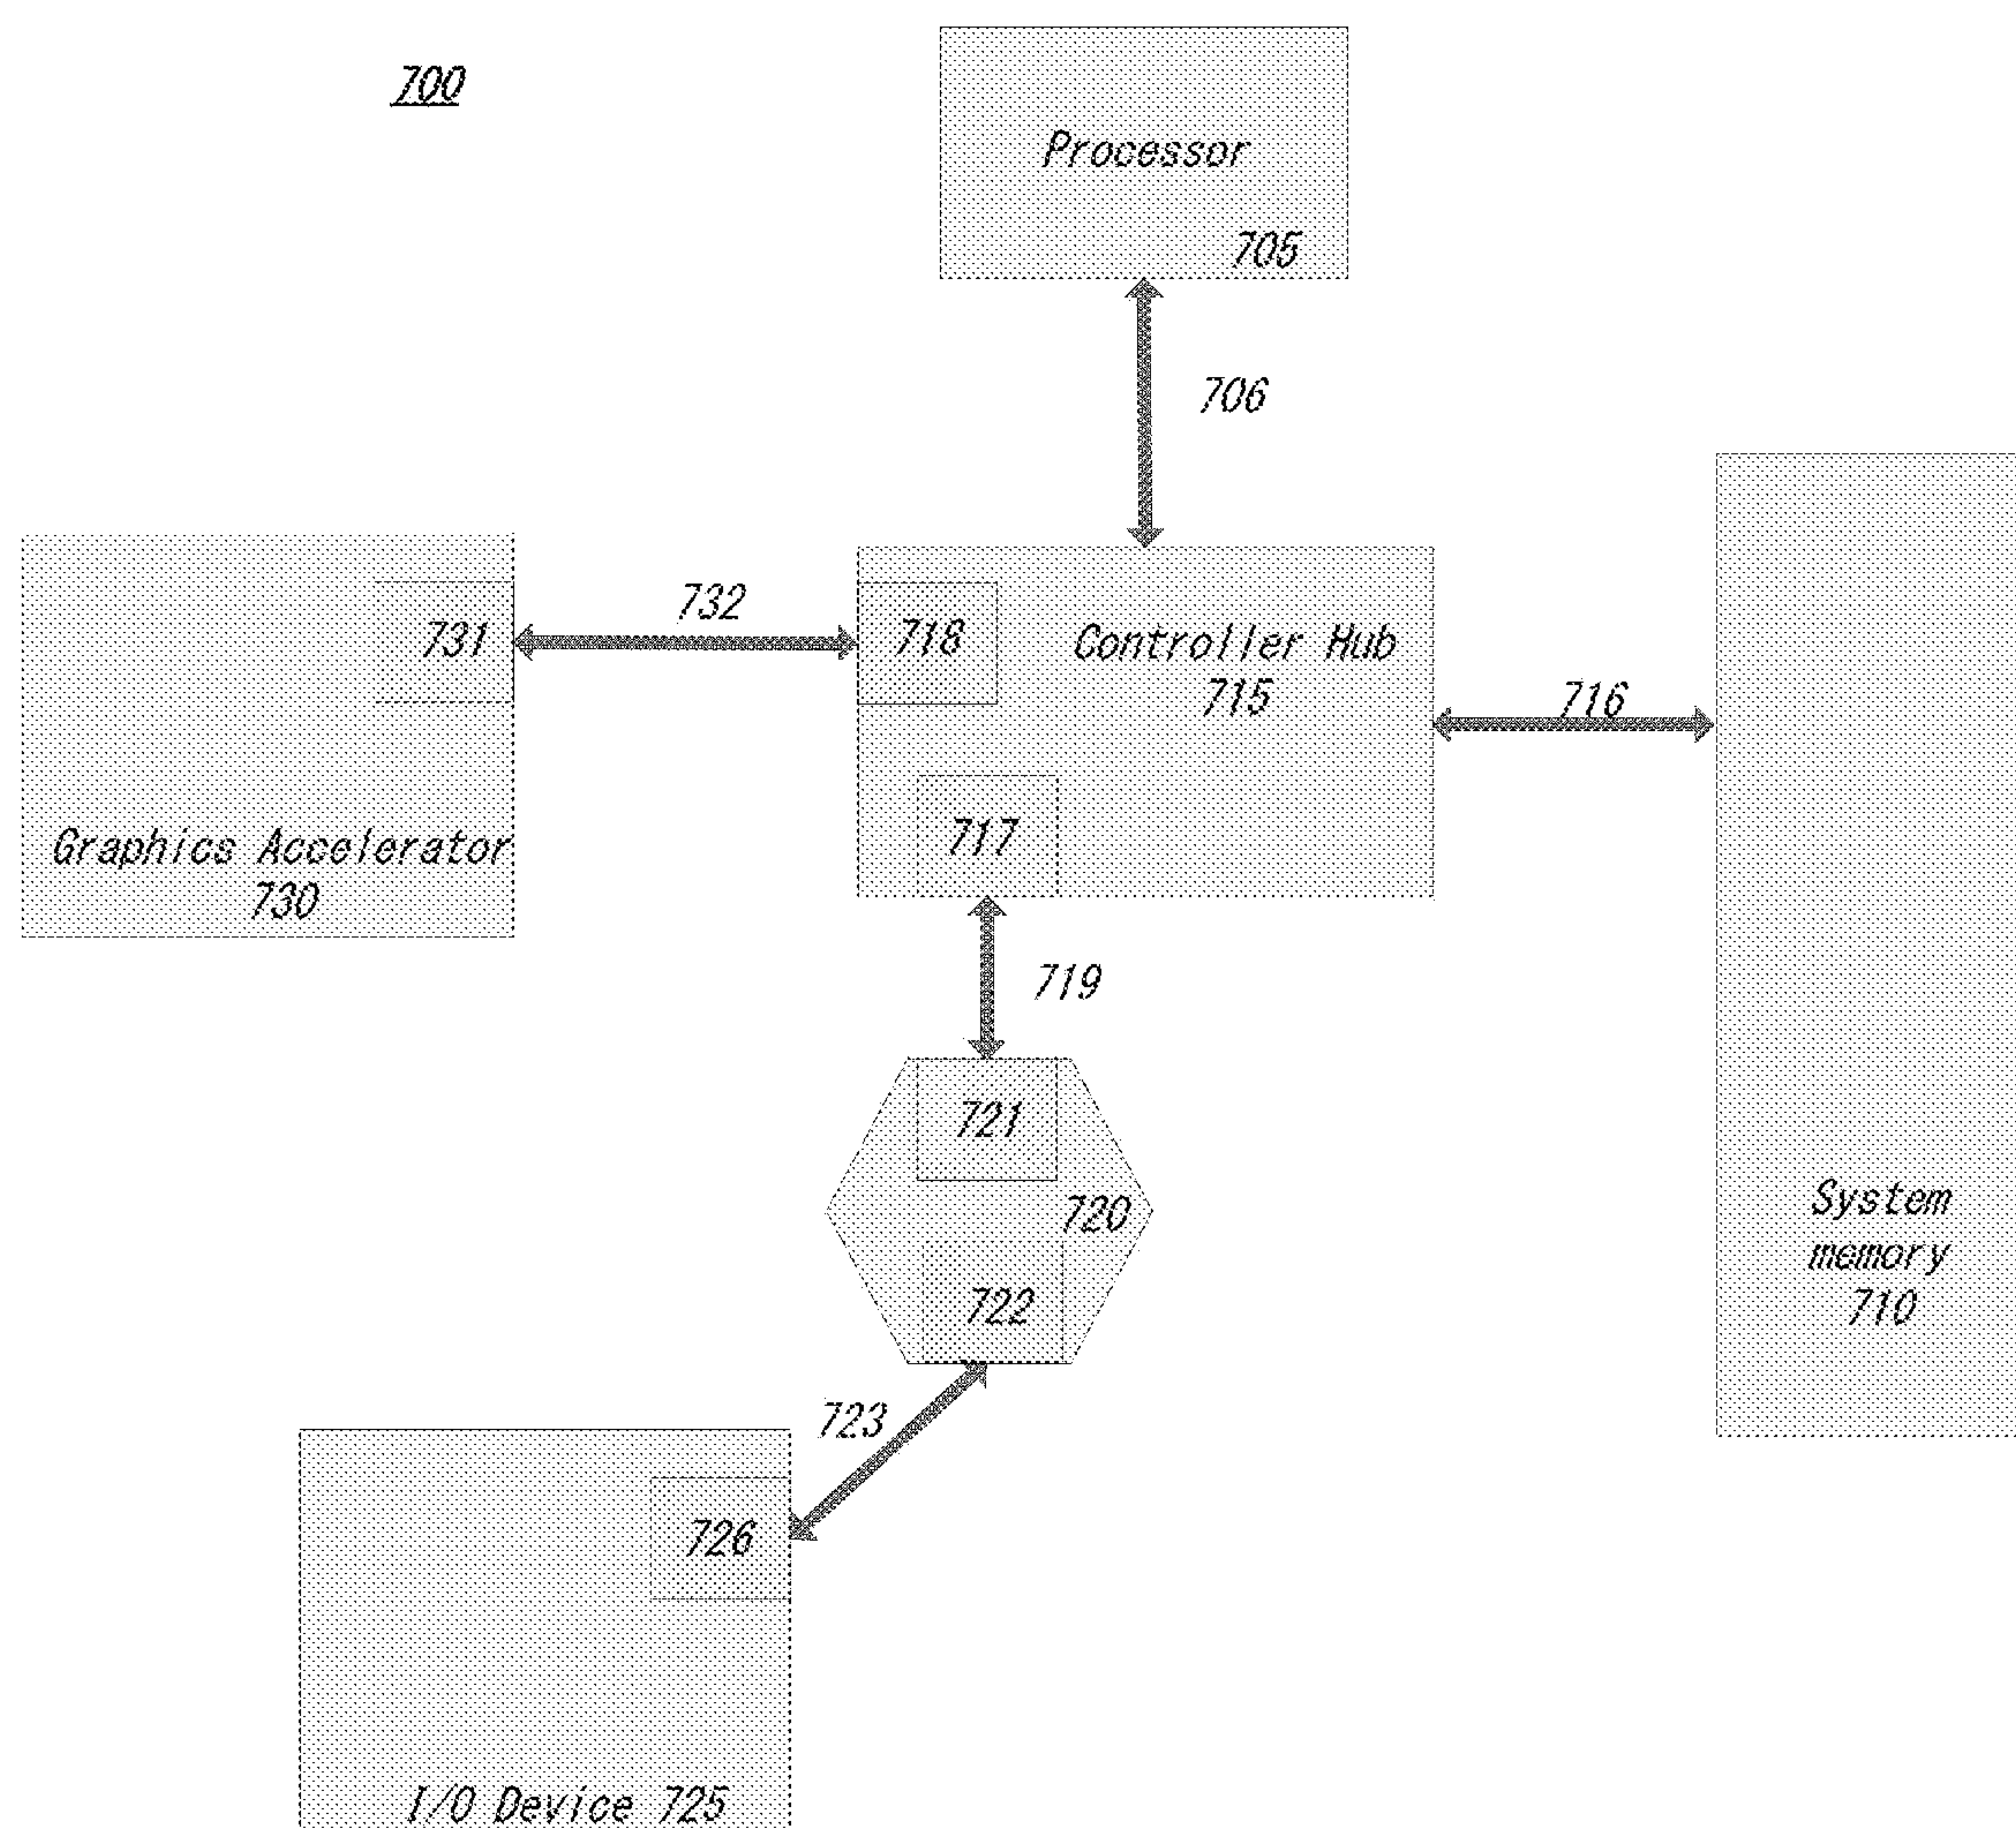 700
Processor
705
706
731
732
718
Controller Hub
715
716
717
Graphics Accelerator
730
719
721
720
722
System
memory
710
723
726
I/O Device 725